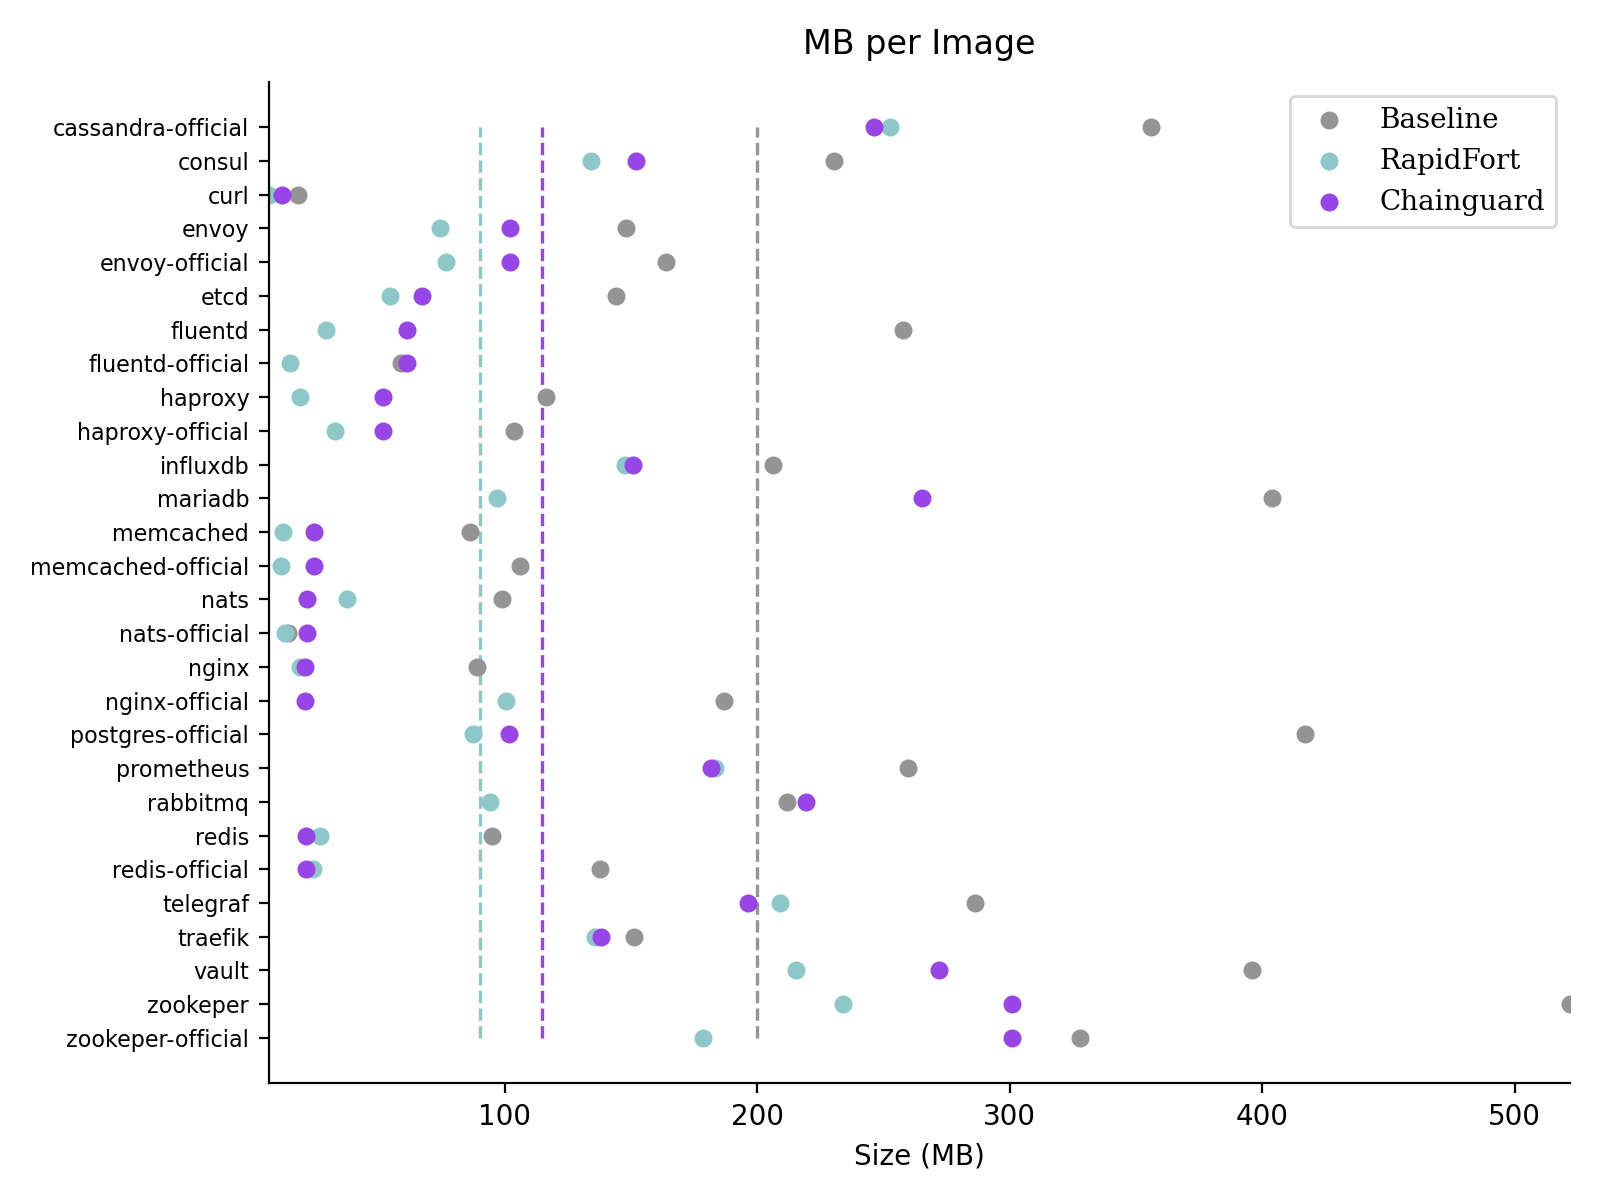 MB per Image
Baseline
RapidFort
Chainguard
cassandra-official
consul
curl
envoy
envoy-official
etcd
fluentd
fluentd-official
haproxy
haproxy-official
influxdb
mariadb
memcached
memcached-official
nats
nats-official
nginx
nginx-official
postgres-official
prometheus
rabbitmq
redis
redis-official
telegraf
traefik
vault
zookeper
zookeper-official
100 200 300 400 500
Size (MB)